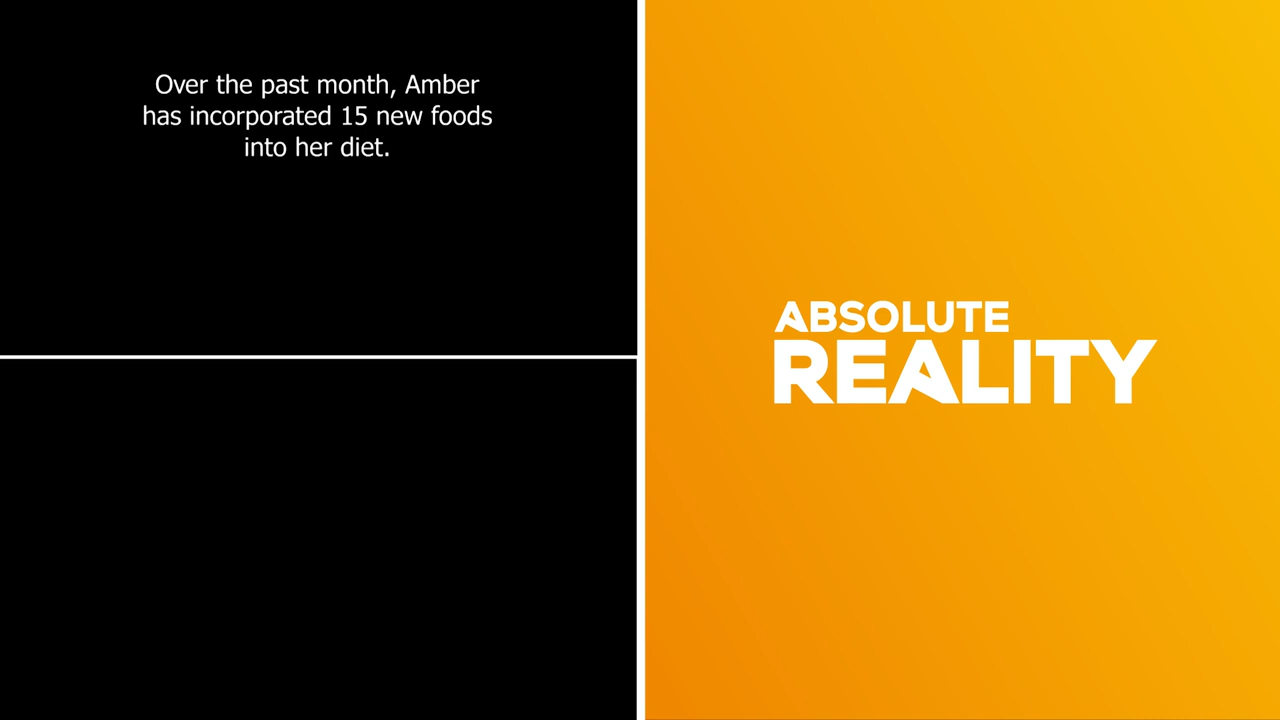 Over the past month, Amber
has incorporated 15 new foods
into her diet.
ABSOLUTE
REALITY